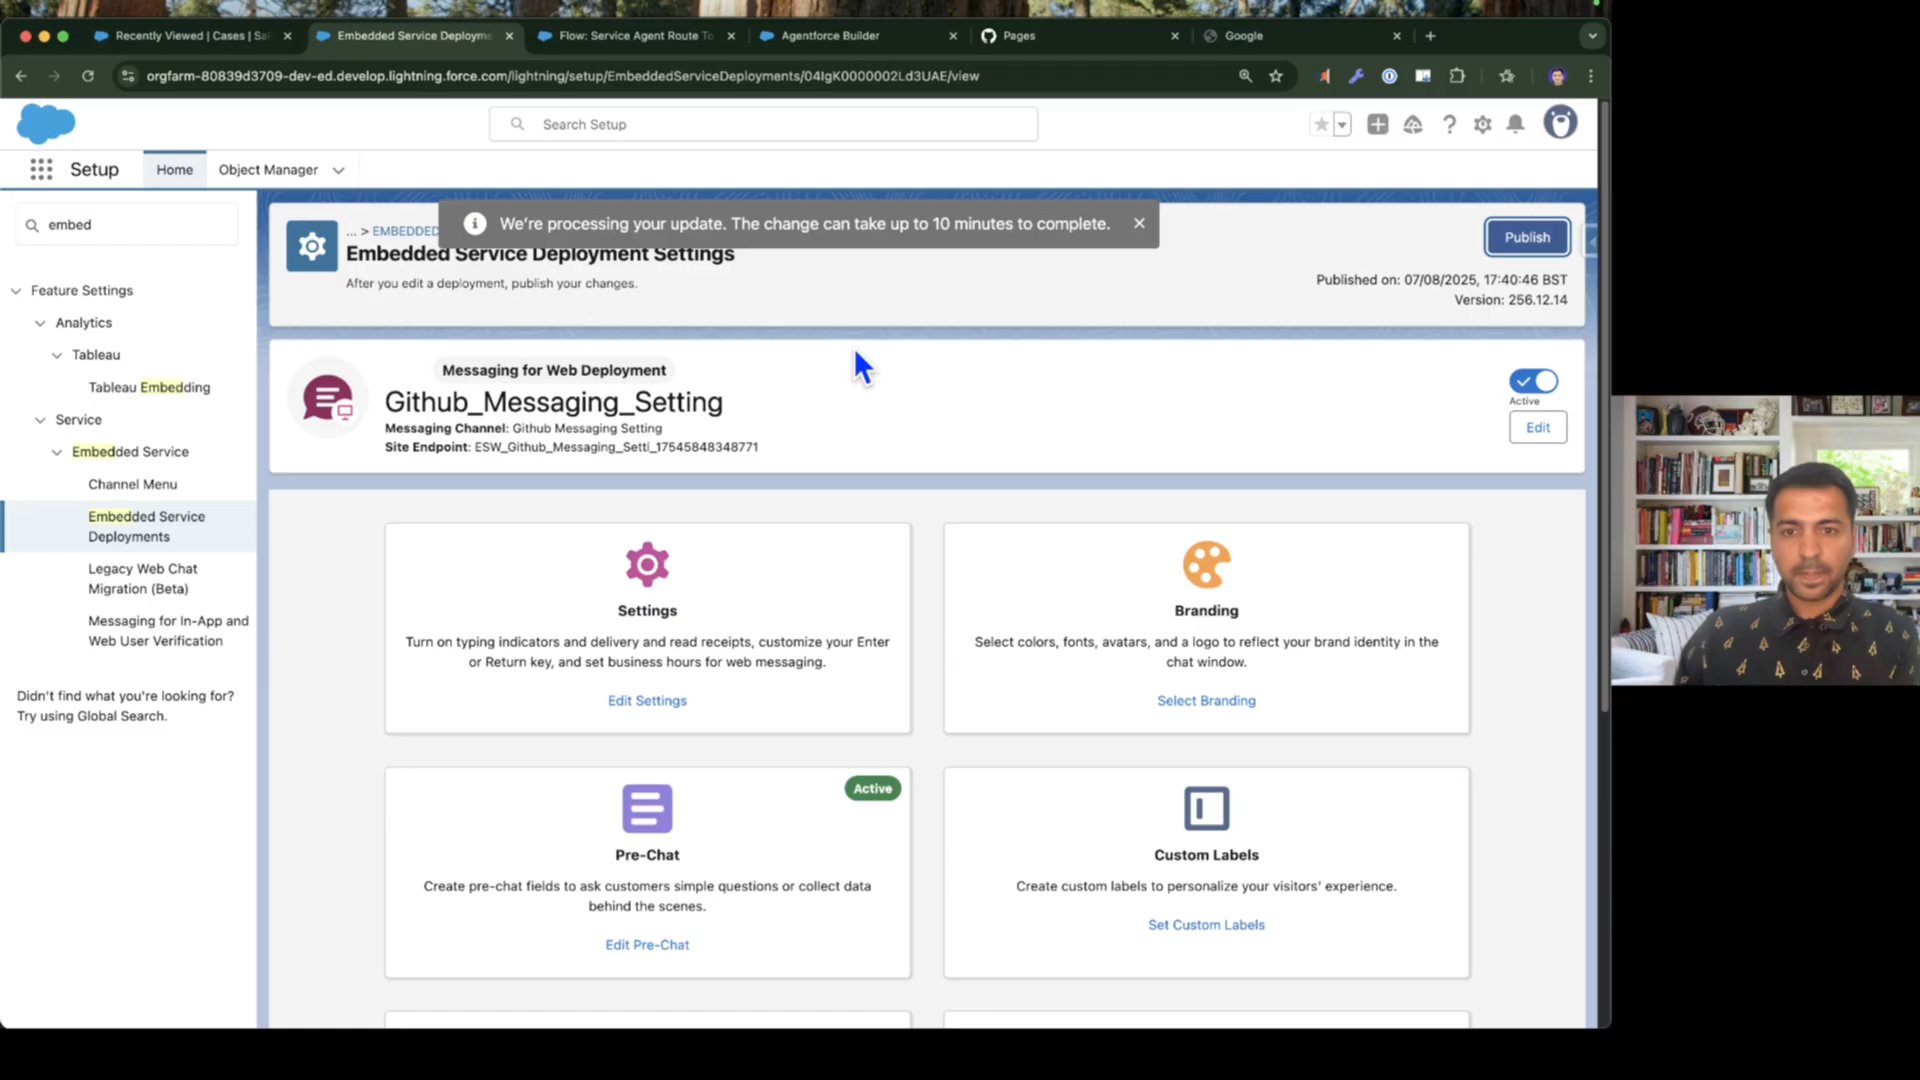 Recently Viewed | Cases | Sa
Embedded Service Deployme
Flow: Service Agent Route To
Agentforce Builder
Pages
Google
orgfarm-80839d3709-dev-ed.develop.lightning.force.com/lightning/setup/EmbeddedServiceDeployments/04IgK0000002Ld3UAE/view
Search Setup
Setup
Home
Object Manager
embed
Feature Settings
Analytics
Tableau
Tableau Embedding
Service
Embedded Service
Channel Menu
Embedded Service
Deployments
Legacy Web Chat
Migration (Beta)
Messaging for In-App and
Web User Verification
Didn't find what you're looking for?
Try using Global Search.
... > EMBEDDED
We're processing your update. The change can take up to 10 minutes to complete.
Embedded Service Deployment Settings
After you edit a deployment, publish your changes.
Publish
Published on: 07/08/2025, 17:40:46 BST
Version: 256.12.14
Messaging for Web Deployment
Github_Messaging_Setting
Messaging Channel: Github Messaging Setting
Site Endpoint: ESW_Github_Messaging_Setti_17545848348771
Active
Edit
Settings
Turn on typing indicators and delivery and read receipts, customize your Enter
or Return key, and set business hours for web messaging.
Edit Settings
Branding
Select colors, fonts, avatars, and a logo to reflect your brand identity in the
chat window.
Select Branding
Active
Pre-Chat
Create pre-chat fields to ask customers simple questions or collect data
behind the scenes.
Edit Pre-Chat
Custom Labels
Create custom labels to personalize your visitors' experience.
Set Custom Labels